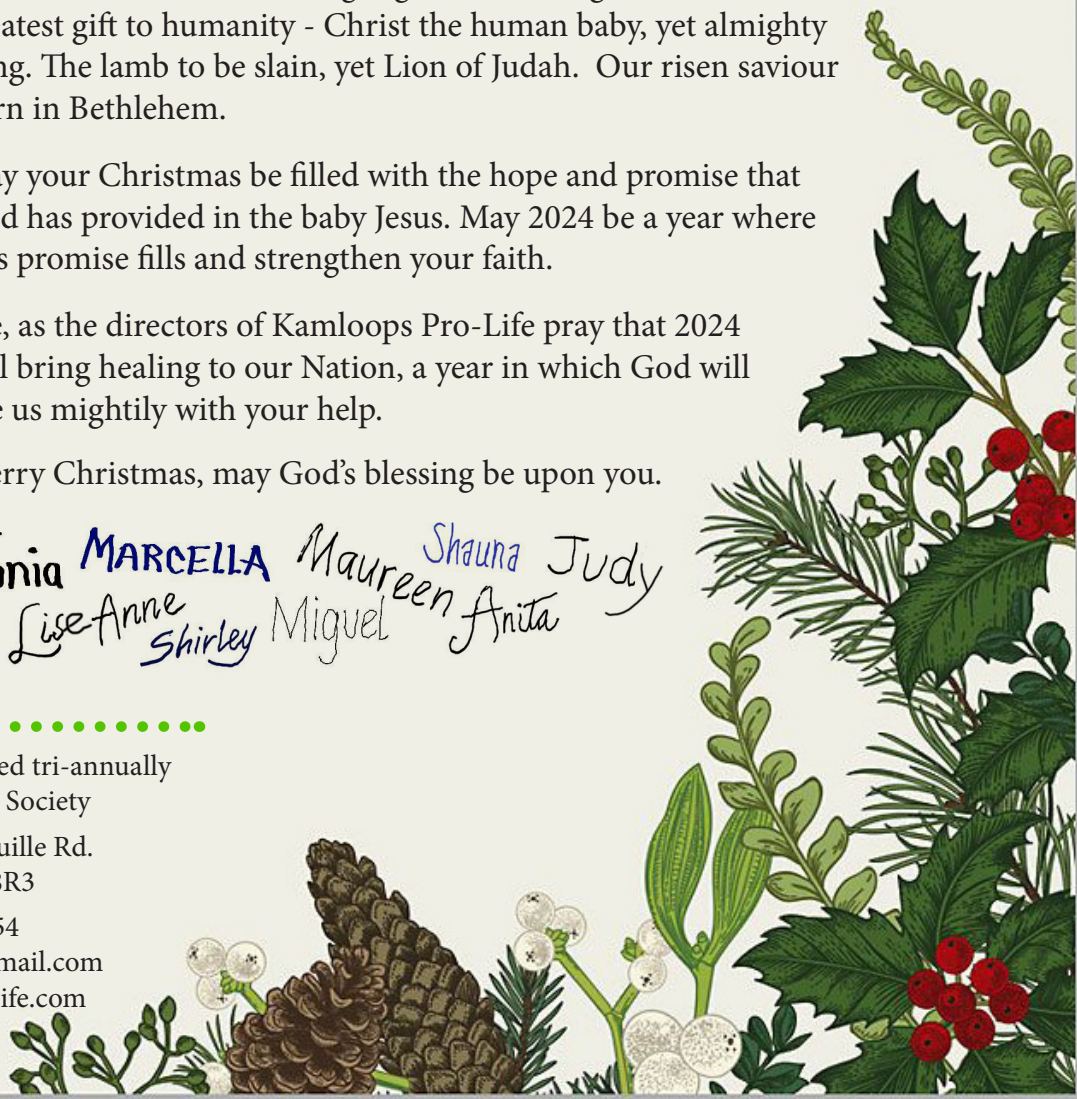 atest gift to humanity - Christ the human baby, yet almighty
ng. The lamb to be slain, yet Lion of Judah.  Our risen saviour
rn in Bethlehem.
ay your Christmas be filled with the hope and promise that
d has provided in the baby Jesus. May 2024 be a year where
s promise fills and strengthen your faith.
e, as the directors of Kamloops Pro-Life pray that 2024
l bring healing to our Nation, a year in which God will
e us mightily with your help.
erry Christmas, may God's blessing be upon you.
nia MARCELLA Maureen Shauna Judy
Lise-Anne Shirley Miguel Anita
ed tri-annually
Society
uille Rd.
R3
54
mail.com
ife.com